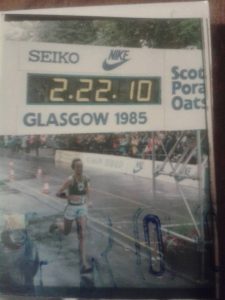 SEIKO NIKE
2.22.10
Scot
Pora
Oats
GLASGOW 1985